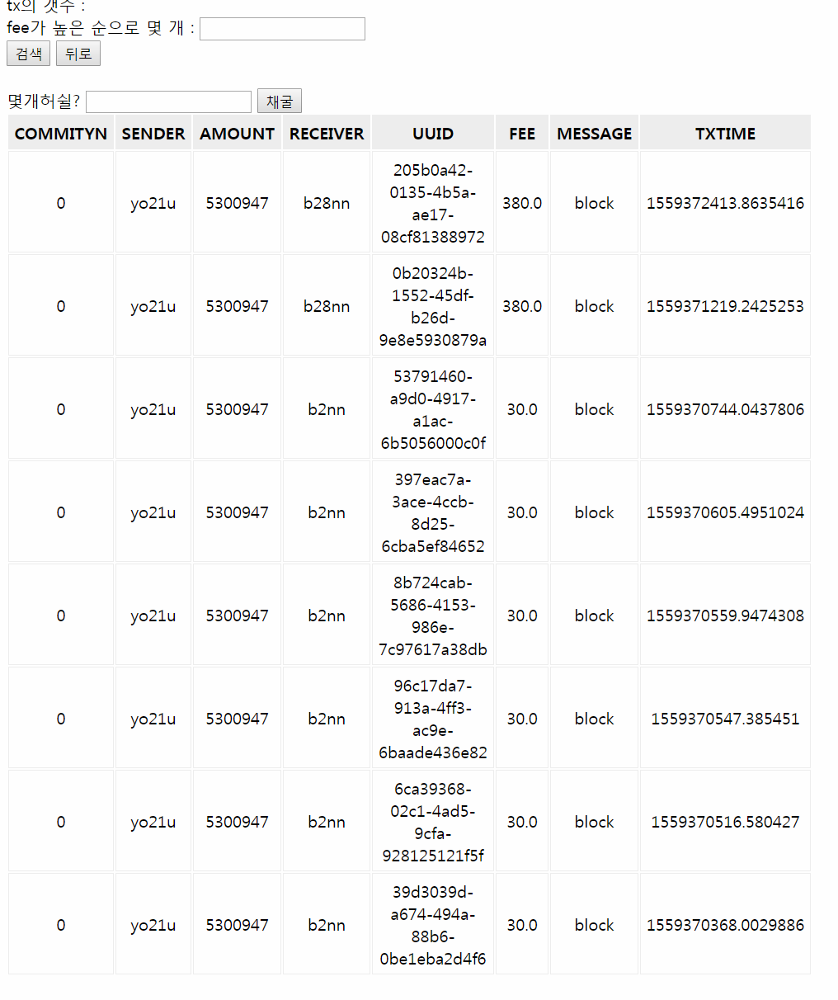 tx의 갯수 :
fee가 높은 순으로 몇 개 :
검색 뒤로
몇개허쉴? 채굴
COMMITYN SENDER AMOUNT RECEIVER UUID FEE MESSAGE TXTIME
0 yo21u 5300947 b28nn 205b0a42-
0135-4b5a-
ae17-
08cf81388972 380.0 block 1559372413.8635416
0 yo21u 5300947 b28nn 0b20324b-
1552-45df-
b26d-
9e8e5930879a 380.0 block 1559371219.2425253
0 yo21u 5300947 b2nn 53791460-
a9d0-4917-
a1ac-
6b5056000c0f 30.0 block 1559370744.0437806
0 yo21u 5300947 b2nn 397eac7a-
3ace-4ccb-
8d25-
6cba5ef84652 30.0 block 1559370605.4951024
0 yo21u 5300947 b2nn 8b724cab-
5686-4153-
986e-
7c97617a38db 30.0 block 1559370559.9474308
0 yo21u 5300947 b2nn 96c17da7-
913a-4ff3-
ac9e-
6baade436e82 30.0 block 1559370547.385451
0 yo21u 5300947 b2nn 6ca39368-
02c1-4ad5-
9cfa-
928125121f5f 30.0 block 1559370516.580427
0 yo21u 5300947 b2nn 39d3039d-
a674-494a-
88b6-
0be1eba2d4f6 30.0 block 1559370368.0029886